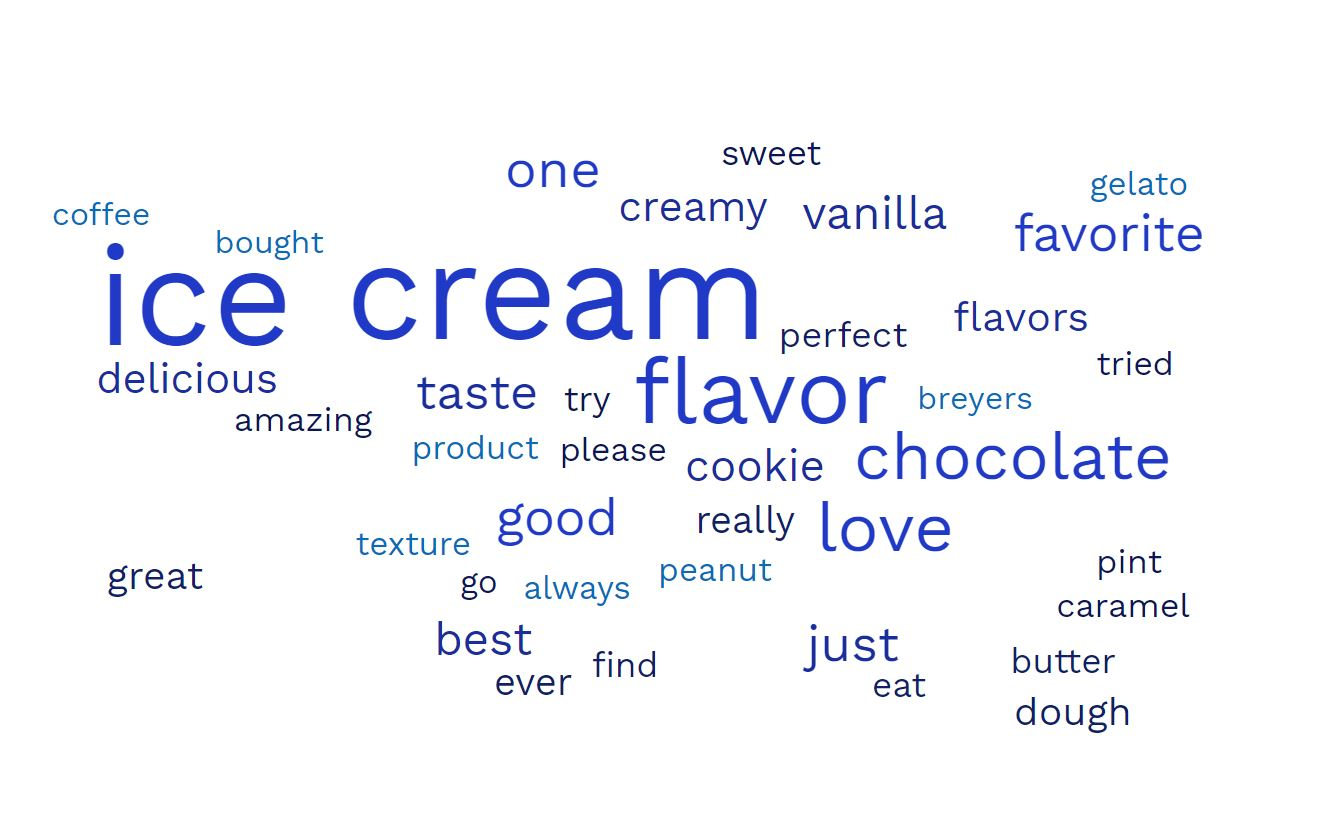 sweet
one
gelato
creamy
vanilla
coffee
favorite
bought
ice cream
flavors
perfect
tried
delicious
taste
try
flavor
breyers
amazing
product
please
cookie
chocolate
good
really
love
texture
pint
peanut
great
go
always
caramel
best
just
find
butter
ever
eat
dough